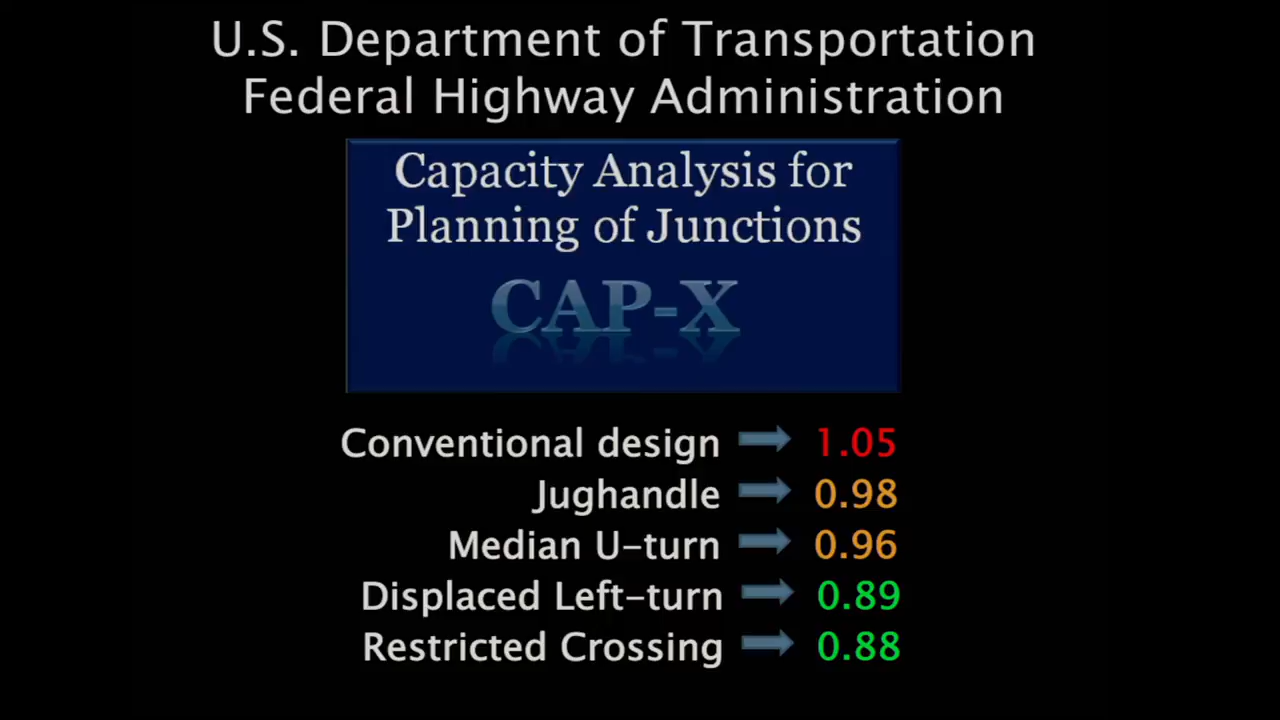 U.S. Department of Transportation
Federal Highway Administration
Capacity Analysis for
Planning of Junctions
CAP-X
Conventional design 1.05
Jughandle 0.98
Median U-turn 0.96
Displaced Left-turn 0.89
Restricted Crossing 0.88